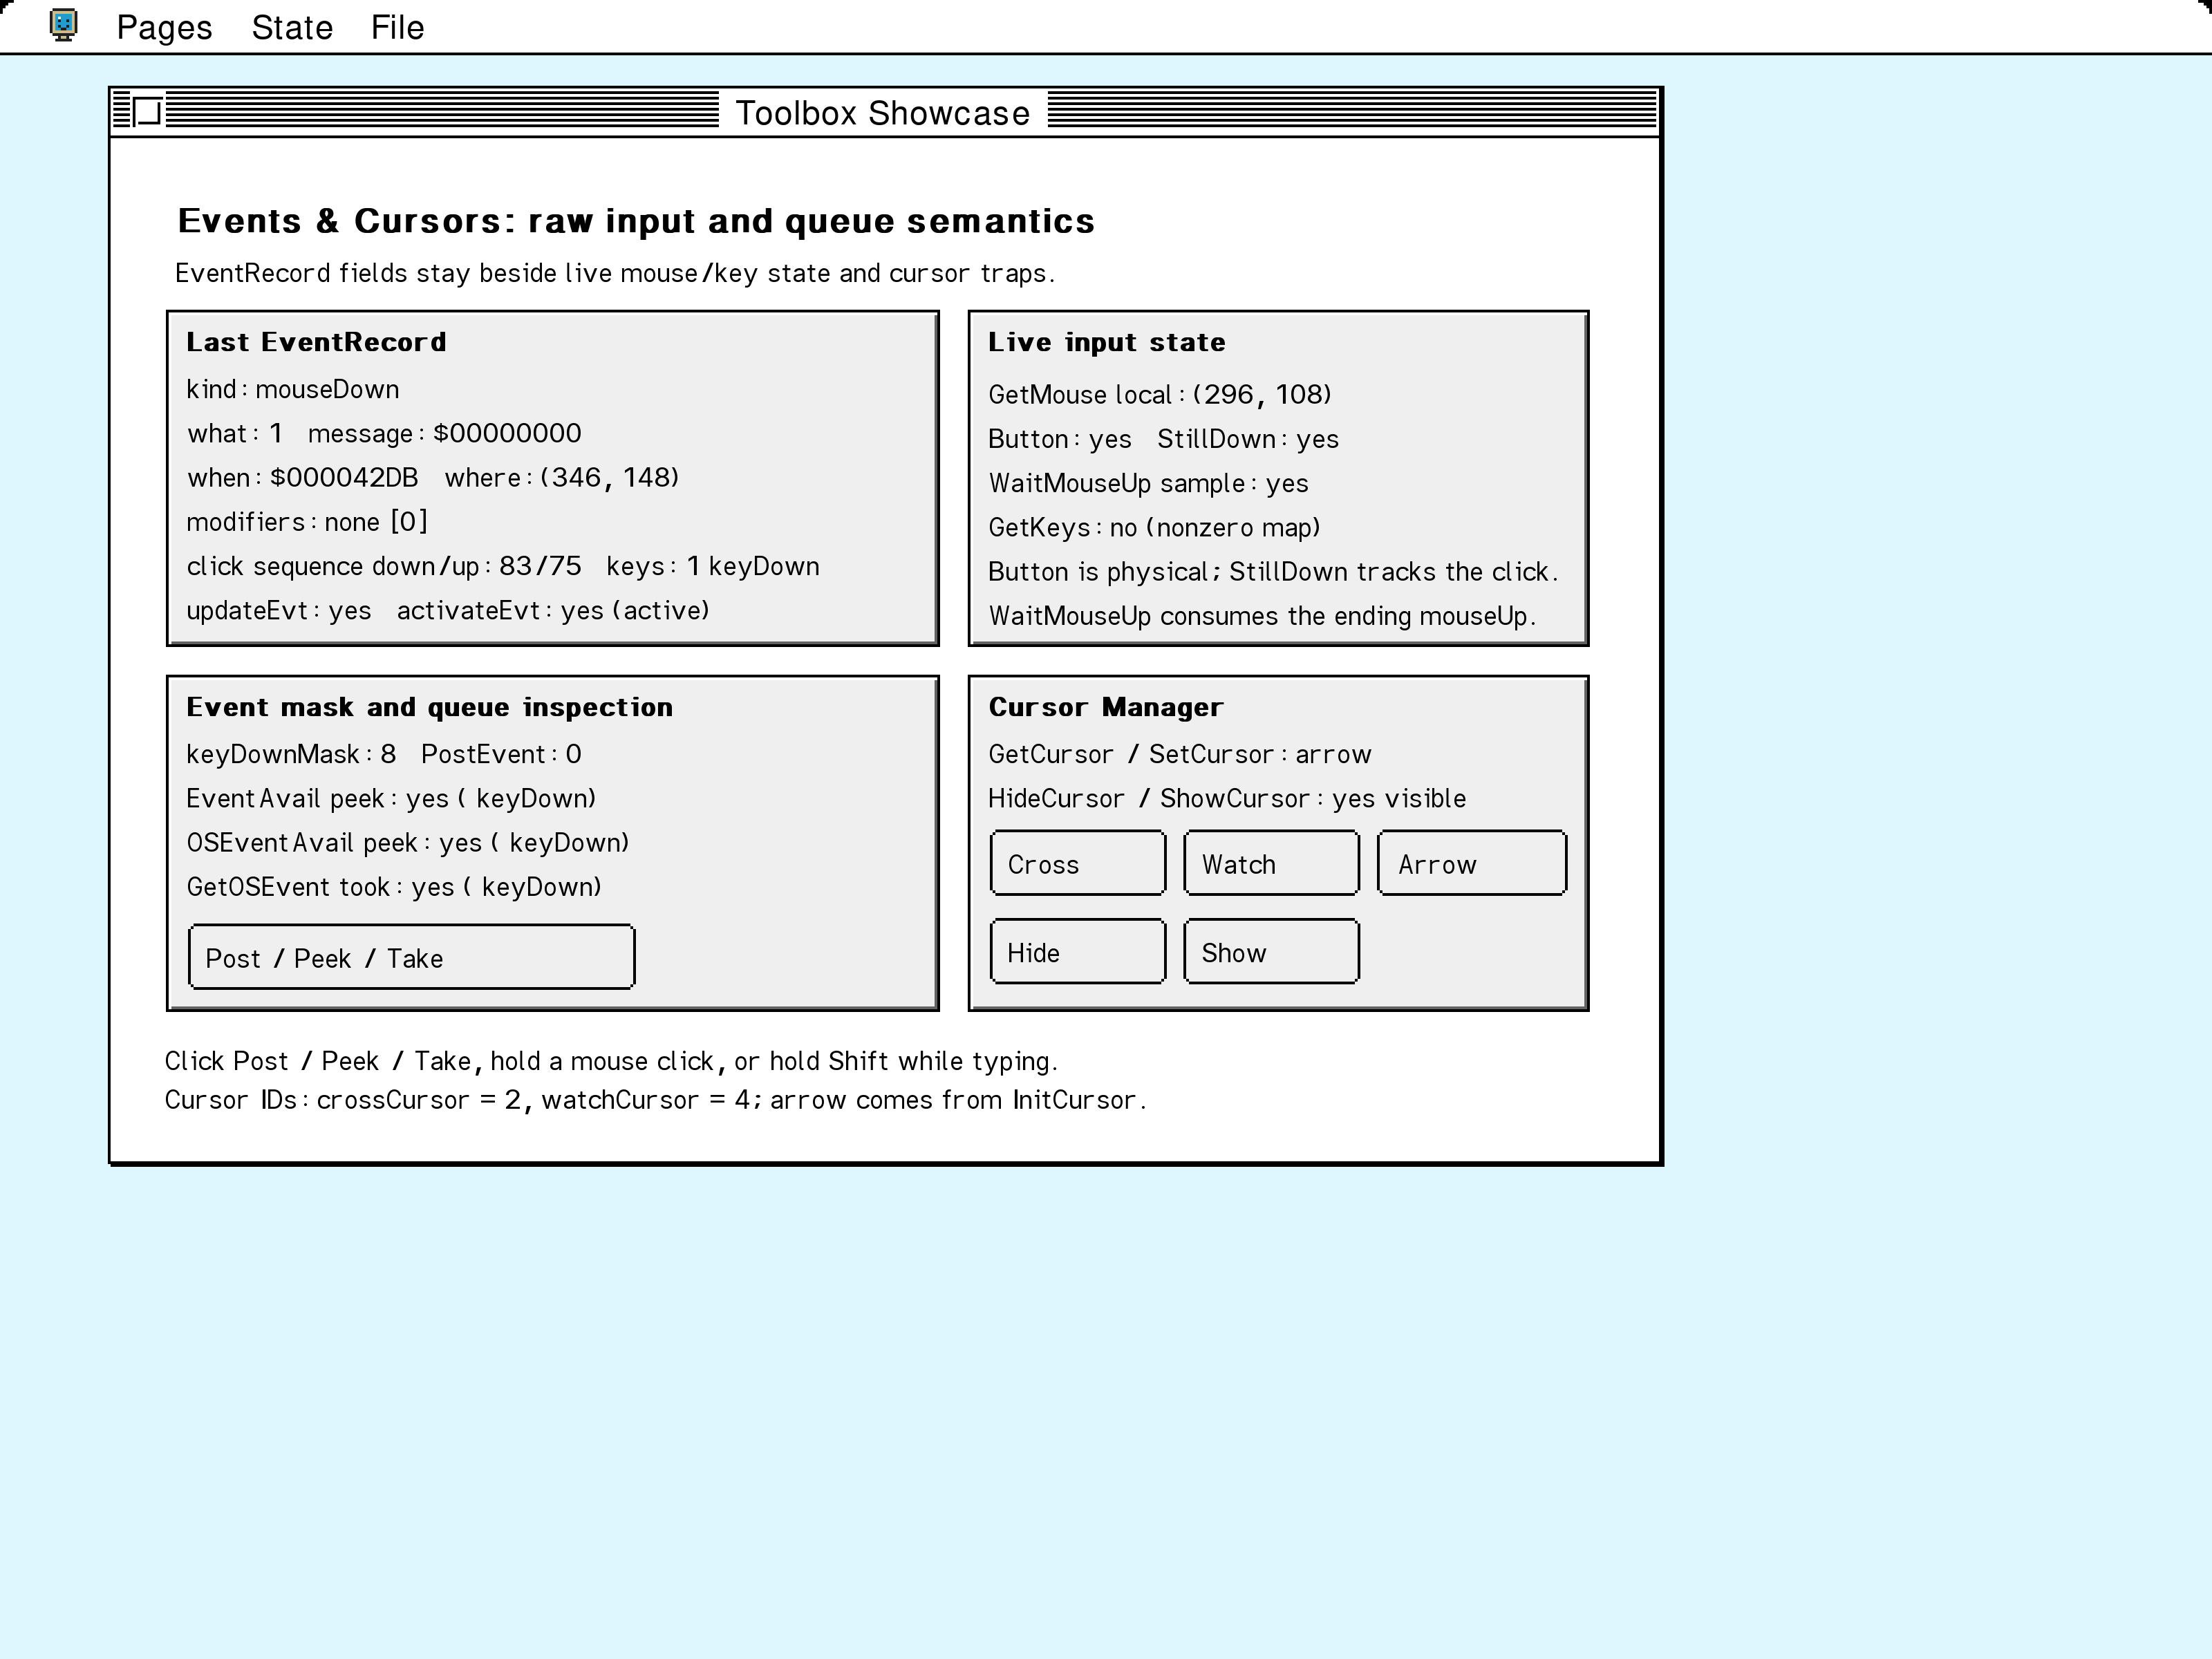 Pages State File
Toolbox Showcase
Events & Cursors: raw input and queue semantics
EventRecord fields stay beside live mouse/key state and cursor traps.
Last EventRecord
kind: mouseDown
what: 1 message: $00000000
when: $000042DB where: (346, 148)
modifiers: none [0]
click sequence down/up: 83/75 keys: 1 keyDown
updateEvt: yes activateEvt: yes (active)
Live input state
GetMouse local: (296, 108)
Button: yes StillDown: yes
WaitMouseUp sample: yes
GetKeys: no (nonzero map)
Button is physical; StillDown tracks the click.
WaitMouseUp consumes the ending mouseUp.
Event mask and queue inspection
keyDownMask: 8 PostEvent: 0
EventAvail peek: yes ( keyDown)
OSEventAvail peek: yes ( keyDown)
GetOSEvent took: yes ( keyDown)
Post / Peek / Take
Cursor Manager
GetCursor / SetCursor: arrow
HideCursor / ShowCursor: yes visible
Cross Watch Arrow
Hide Show
Click Post / Peek / Take, hold a mouse click, or hold Shift while typing.
Cursor IDs: crossCursor = 2, watchCursor = 4; arrow comes from InitCursor.